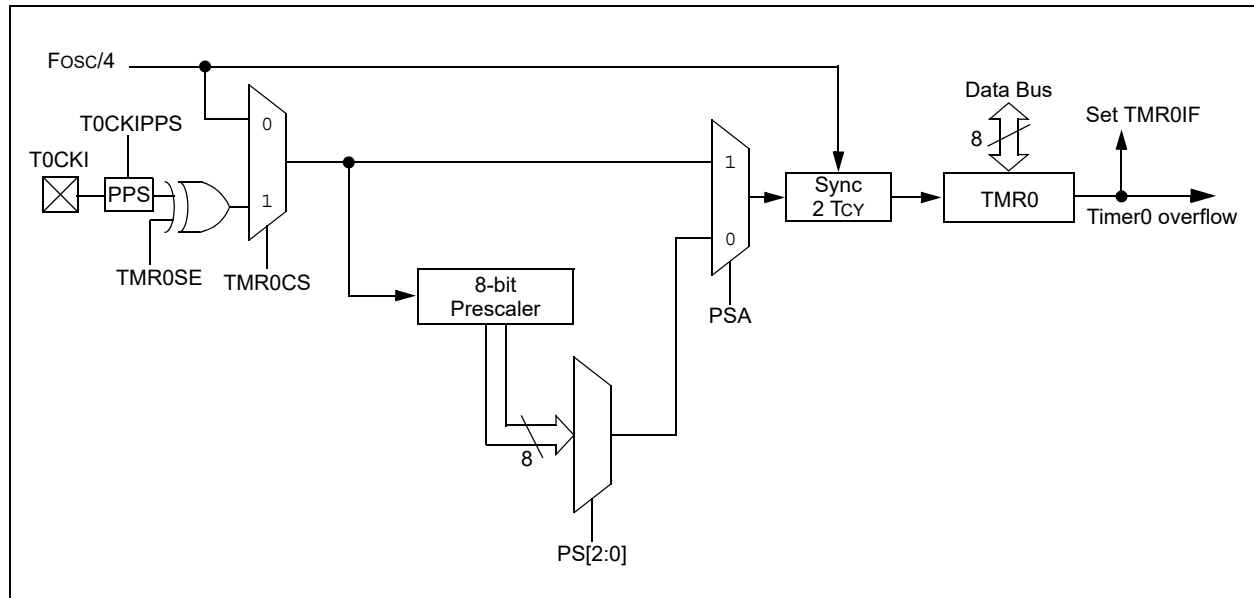 FOSC/4
Data Bus
8
Set TMR0IF
T0CKIPPS
0
T0CKI
PPS
1
1
Sync
2 TCY
TMR0
Timer0 overflow
TMR0SE
TMR0CS
0
8-bit
Prescaler
PSA
8
PS[2:0]